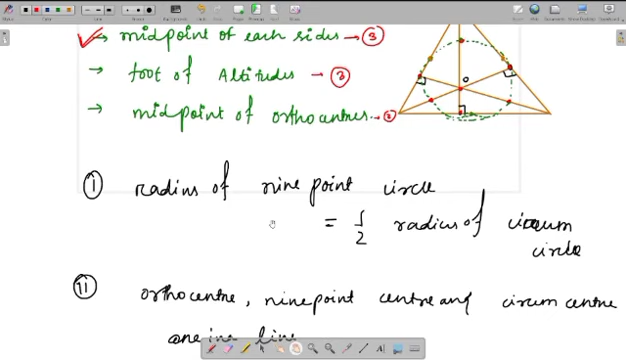 → midpoint of each sides → 3
→ foot of Altitudes → 3
→ midpoint of orthocentres → 3
o
(i) radius of nine point circle
= 1/2 radius of circum
circle
(ii) orthocentre, ninepoint centre and circum centre
are in a line